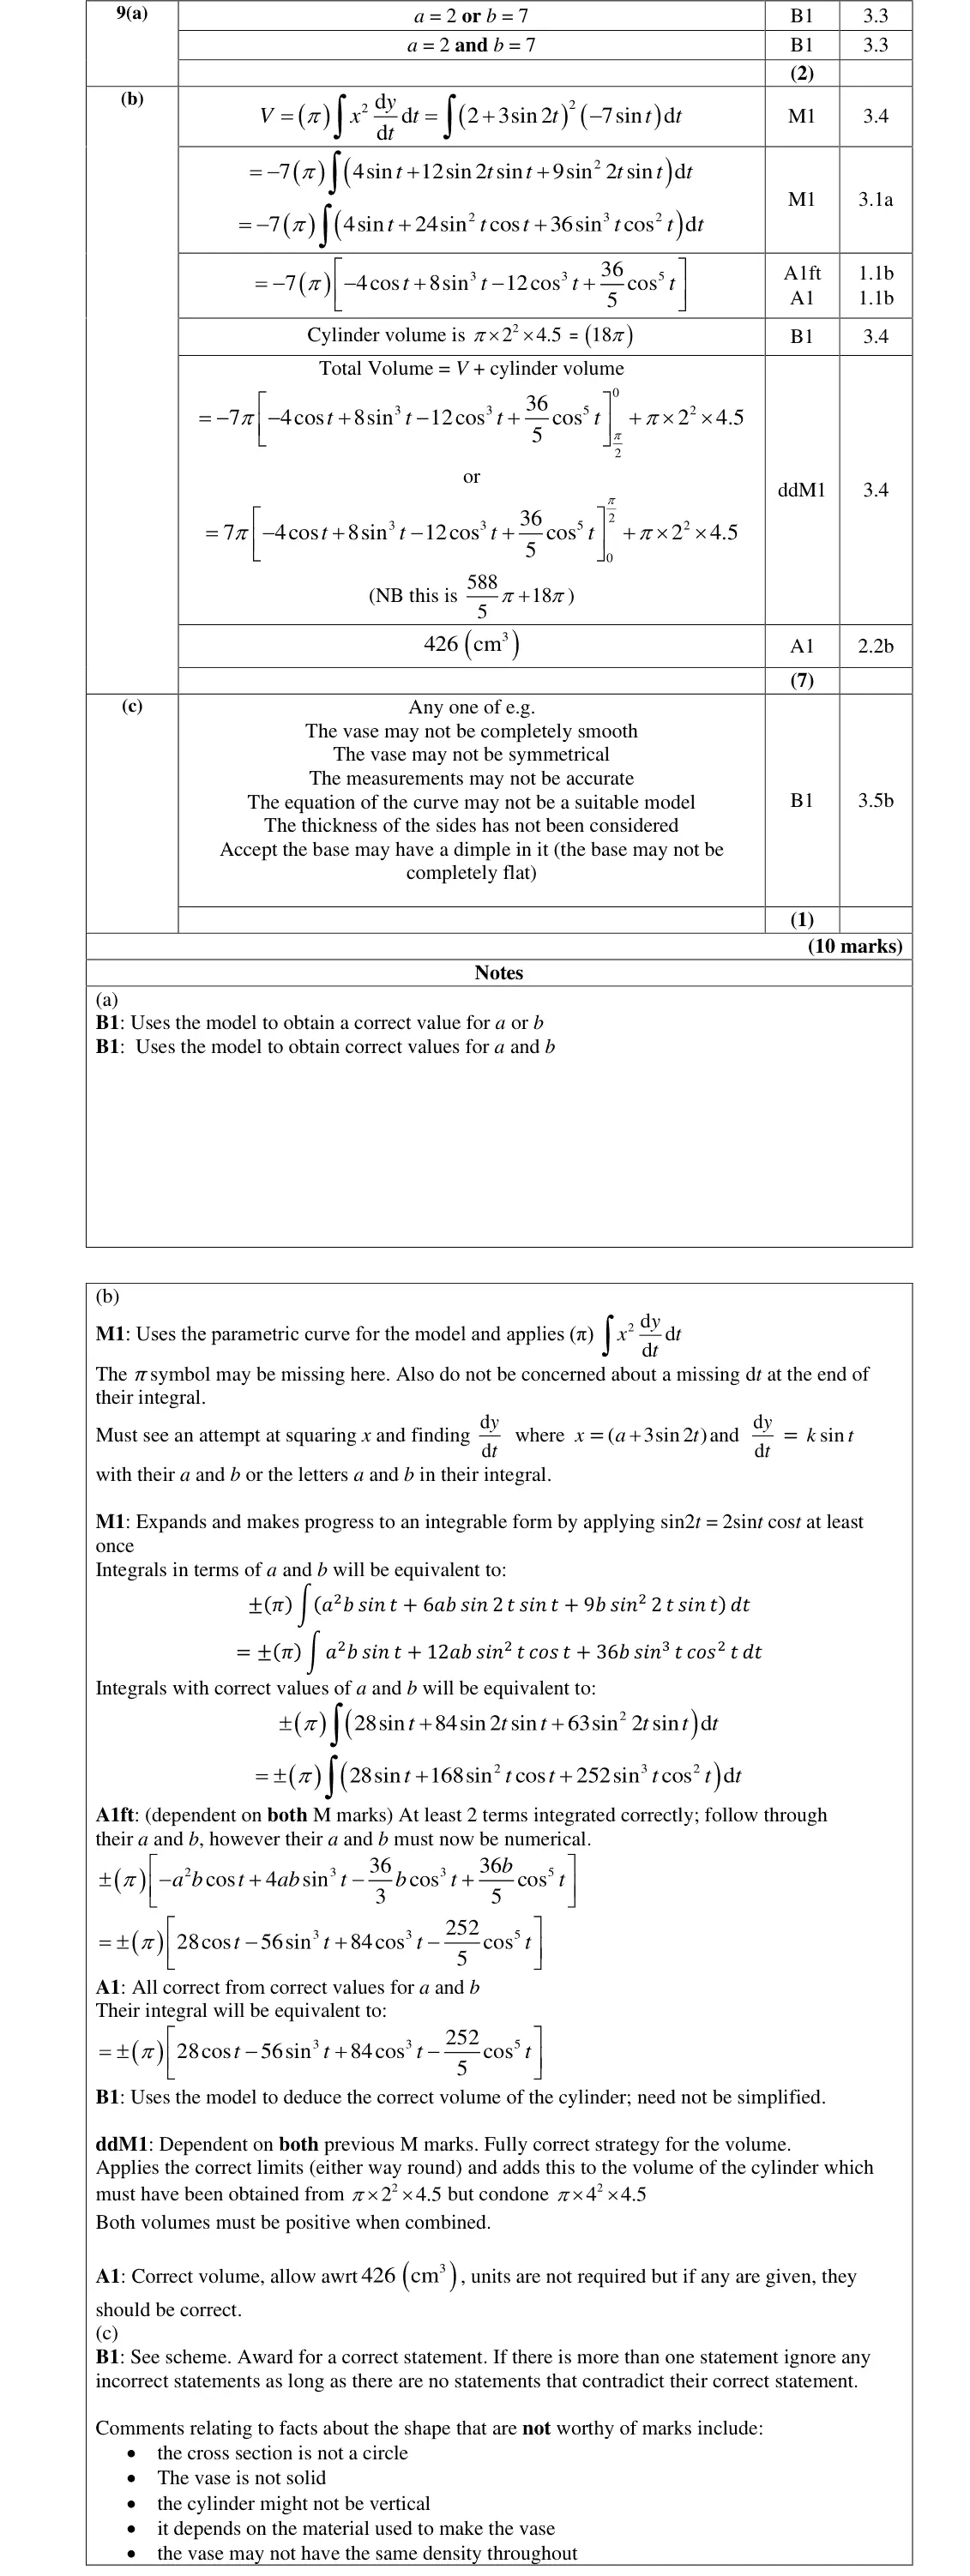 9(a) a = 2 or b = 7 B1 3.3
a = 2 and b = 7 B1 3.3
(2)
(b) V = (π)∫x² dy/dt dt = ∫(2+3sin 2t)²(−7sin t)dt M1 3.4
= −7(π)∫(4sin t+12sin 2t sin t+9sin² 2t sin t)dt
= −7(π)∫(4sin t+24sin² t cos t+36sin³ t cos² t)dt M1 3.1a
= −7(π)[−4cos t+8sin³ t−12cos³ t+36/5 cos⁵ t] A1ft A1 1.1b 1.1b
Cylinder volume is π×2²×4.5 = (18π) B1 3.4
Total Volume = V + cylinder volume
= −7π[−4cos t+8sin³ t−12cos³ t+36/5 cos⁵ t]_{π/2}^{0} + π×2²×4.5
or
ddM1 3.4
= 7π[−4cos t+8sin³ t−12cos³ t+36/5 cos⁵ t]_{0}^{π/2} + π×2²×4.5
(NB this is 588/5 π+18π)
426 (cm³) A1 2.2b
(7)
(c) Any one of e.g.
The vase may not be completely smooth
The vase may not be symmetrical
The measurements may not be accurate
The equation of the curve may not be a suitable model B1 3.5b
The thickness of the sides has not been considered
Accept the base may have a dimple in it (the base may not be
completely flat)
(1)
(10 marks)
Notes
(a)
B1: Uses the model to obtain a correct value for a or b
B1: Uses the model to obtain correct values for a and b
(b)
M1: Uses the parametric curve for the model and applies (π) ∫x² dy/dt dt
The π symbol may be missing here. Also do not be concerned about a missing dt at the end of
their integral.
Must see an attempt at squaring x and finding dy/dt where x = (a+3sin 2t) and dy/dt = k sin t
with their a and b or the letters a and b in their integral.
M1: Expands and makes progress to an integrable form by applying sin2t = 2sint cost at least
once
Integrals in terms of a and b will be equivalent to:
±(π)∫(a²b sin t + 6ab sin 2 t sin t + 9b sin² 2 t sin t) dt
= ±(π)∫ a²b sin t + 12ab sin² t cos t + 36b sin³ t cos² t dt
Integrals with correct values of a and b will be equivalent to:
±(π)∫(28sin t+84sin 2t sin t+63sin² 2t sin t)dt
= ±(π)∫(28sin t+168sin² t cos t+252sin³ t cos² t)dt
A1ft: (dependent on both M marks) At least 2 terms integrated correctly; follow through
their a and b, however their a and b must now be numerical.
±(π)[−a²b cos t+4ab sin³ t−36/3 b cos³ t+36b/5 cos⁵ t]
= ±(π)[28cos t−56sin³ t+84cos³ t−252/5 cos⁵ t]
A1: All correct from correct values for a and b
Their integral will be equivalent to:
= ±(π)[28cos t−56sin³ t+84cos³ t−252/5 cos⁵ t]
B1: Uses the model to deduce the correct volume of the cylinder; need not be simplified.
ddM1: Dependent on both previous M marks. Fully correct strategy for the volume.
Applies the correct limits (either way round) and adds this to the volume of the cylinder which
must have been obtained from π×2²×4.5 but condone π×4²×4.5
Both volumes must be positive when combined.
A1: Correct volume, allow awrt 426 (cm³), units are not required but if any are given, they
should be correct.
(c)
B1: See scheme. Award for a correct statement. If there is more than one statement ignore any
incorrect statements as long as there are no statements that contradict their correct statement.
Comments relating to facts about the shape that are not worthy of marks include:
• the cross section is not a circle
• The vase is not solid
• the cylinder might not be vertical
• it depends on the material used to make the vase
• the vase may not have the same density throughout